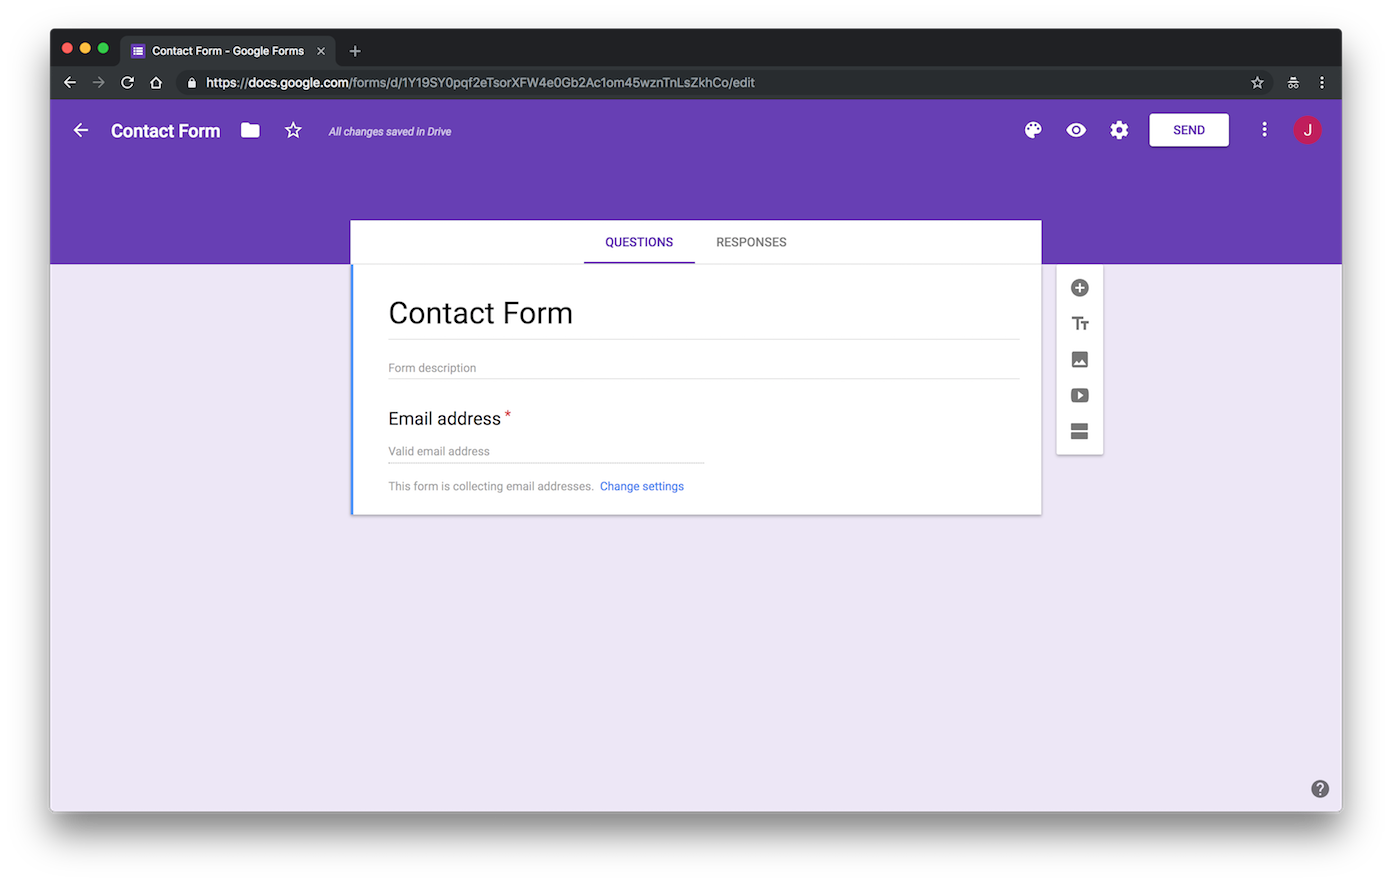 Contact Form - Google Forms
https://docs.google.com/forms/d/1Y19SY0pqf2eTsorXFW4e0Gb2Ac1om45wznTnLsZkhCo/edit
Contact Form
All changes saved in Drive
SEND
J
QUESTIONS
RESPONSES
Contact Form
Form description
Email address *
Valid email address
This form is collecting email addresses. Change settings